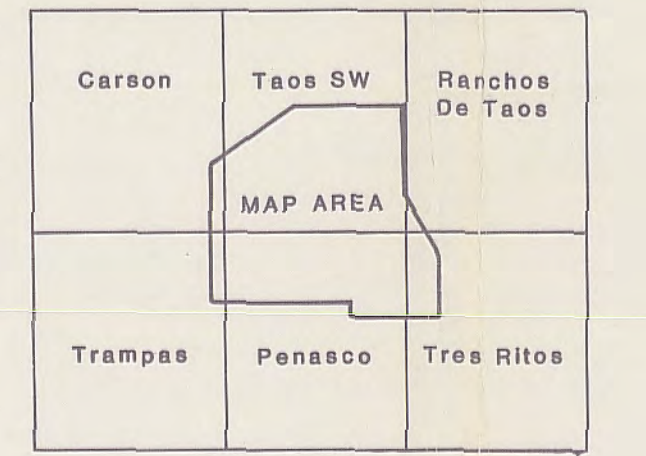 Carson
Taos SW
Ranchos
De Taos
MAP AREA
Trampas
Penasco
Tres Ritos